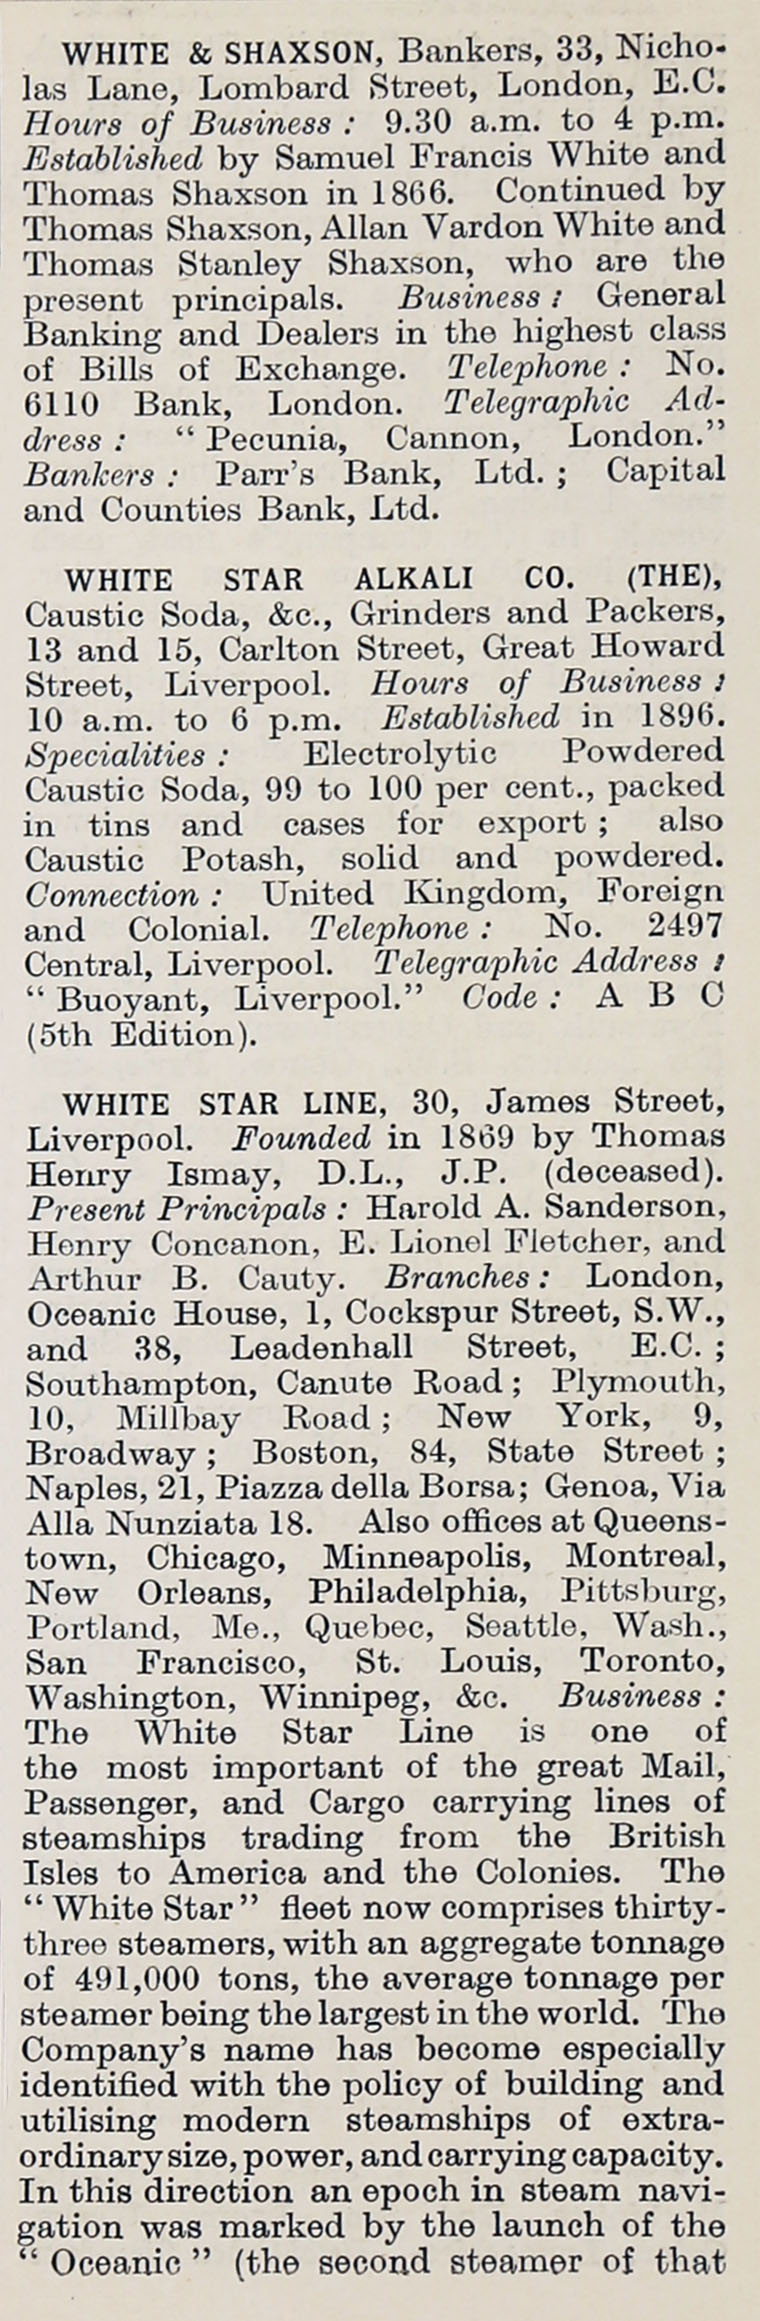 WHITE & SHAXSON, Bankers, 33, Nicho-
las Lane, Lombard Street, London, E.C.
Hours of Business : 9.30 a.m. to 4 p.m.
Established by Samuel Francis White and
Thomas Shaxson in 1866. Continued by
Thomas Shaxson, Allan Vardon White and
Thomas Stanley Shaxson, who are the
present principals. Business : General
Banking and Dealers in the highest class
of Bills of Exchange. Telephone : No.
6110 Bank, London. Telegraphic Ad-
dress : “ Pecunia, Cannon, London.”
Bankers : Parr's Bank, Ltd. ; Capital
and Counties Bank, Ltd.
WHITE STAR ALKALI CO. (THE),
Caustic Soda, &c., Grinders and Packers,
13 and 15, Carlton Street, Great Howard
Street, Liverpool. Hours of Business :
10 a.m. to 6 p.m. Established in 1896.
Specialities : Electrolytic Powdered
Caustic Soda, 99 to 100 per cent., packed
in tins and cases for export ; also
Caustic Potash, solid and powdered.
Connection : United Kingdom, Foreign
and Colonial. Telephone : No. 2497
Central, Liverpool. Telegraphic Address :
“ Buoyant, Liverpool.” Code : A B C
(5th Edition).
WHITE STAR LINE, 30, James Street,
Liverpool. Founded in 1869 by Thomas
Henry Ismay, D.L., J.P. (deceased).
Present Principals : Harold A. Sanderson,
Henry Concanon, E. Lionel Fletcher, and
Arthur B. Cauty. Branches : London,
Oceanic House, 1, Cockspur Street, S.W.,
and 38, Leadenhall Street, E.C. ;
Southampton, Canute Road ; Plymouth,
10, Millbay Road ; New York, 9,
Broadway ; Boston, 84, State Street ;
Naples, 21, Piazza della Borsa; Genoa, Via
Alla Nunziata 18. Also offices at Queens-
town, Chicago, Minneapolis, Montreal,
New Orleans, Philadelphia, Pittsburg,
Portland, Me., Quebec, Seattle, Wash.,
San Francisco, St. Louis, Toronto,
Washington, Winnipeg, &c. Business :
The White Star Line is one of
the most important of the great Mail,
Passenger, and Cargo carrying lines of
steamships trading from the British
Isles to America and the Colonies. The
“ White Star ” fleet now comprises thirty-
three steamers, with an aggregate tonnage
of 491,000 tons, the average tonnage per
steamer being the largest in the world. The
Company's name has become especially
identified with the policy of building and
utilising modern steamships of extra-
ordinary size, power, and carrying capacity.
In this direction an epoch in steam navi-
gation was marked by the launch of the
“ Oceanic ” (the second steamer of that